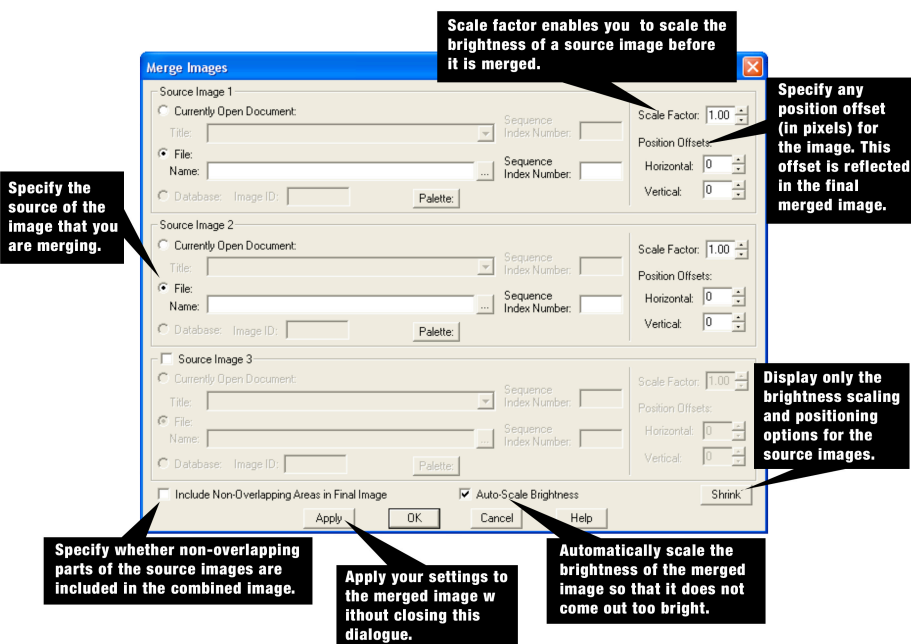 Scale factor enables you to scale the
brightness of a source image before
it is merged.
Merge Images
Source Image 1
Currently Open Document:
Title:
Sequence
Index Number:
File:
Name:
...
Sequence
Index Number:
Database: Image ID:
Palette:
Scale Factor: 1.00
Position Offsets:
Horizontal: 0
Vertical: 0
Specify any
position offset
(in pixels) for
the image. This
offset is reflected
in the final
merged image.
Specify the
source of the
image that you
are merging.
Source Image 2
Currently Open Document:
Title:
Sequence
Index Number:
File:
Name:
...
Sequence
Index Number:
Database: Image ID:
Palette:
Scale Factor: 1.00
Position Offsets:
Horizontal: 0
Vertical: 0
Source Image 3
Currently Open Document:
Title:
Sequence
Index Number:
File:
Name:
...
Sequence
Index Number:
Database: Image ID:
Palette:
Scale Factor: 1.00
Position Offsets:
Horizontal: 0
Vertical: 0
Display only the
brightness scaling
and positioning
options for the
source images.
Include Non-Overlapping Areas in Final Image
Auto-Scale Brightness
Shrink
Apply
OK
Cancel
Help
Specify whether non-overlapping
parts of the source images are
included in the combined image.
Apply your settings to
the merged image w
ithout closing this
dialogue.
Automatically scale the
brightness of the merged
image so that it does not
come out too bright.